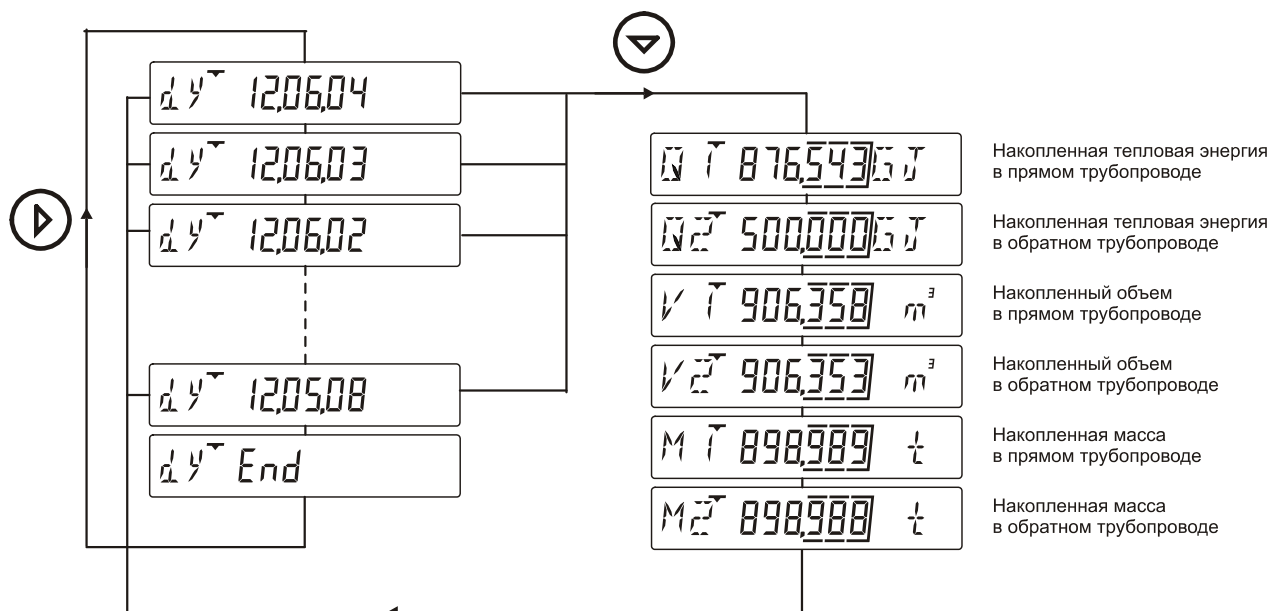 dy 12,06,04
dy 12,06,03
dy 12,06,02
dy 12,05,08
dy End
Q1 876,543 GJ
Накопленная тепловая энергия
в прямом трубопроводе
Q2 500,000 GJ
Накопленная тепловая энергия
в обратном трубопроводе
V1 906,358 m³
Накопленный объем
в прямом трубопроводе
V2 906,353 m³
Накопленный объем
в обратном трубопроводе
M1 898,989 t
Накопленная масса
в прямом трубопроводе
M2 898,988 t
Накопленная масса
в обратном трубопроводе